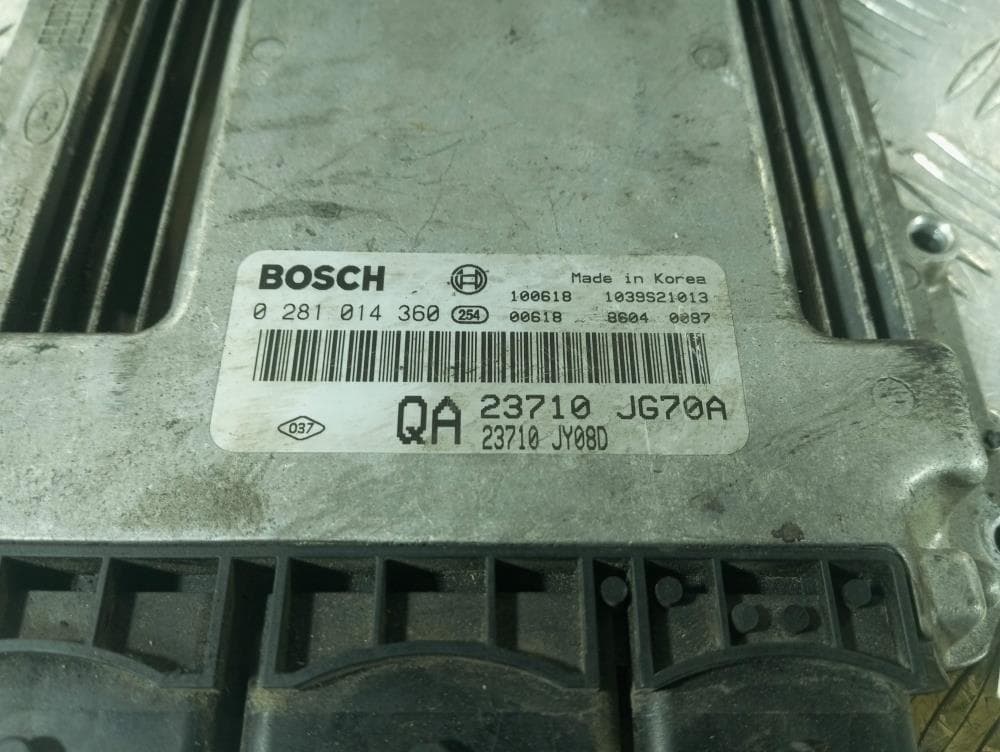 BOSCH
Made in Korea
100618 1039S21013
0 281 014 360 254 00618 8604 0087
037
QA 23710 JG70A
23710 JY08D